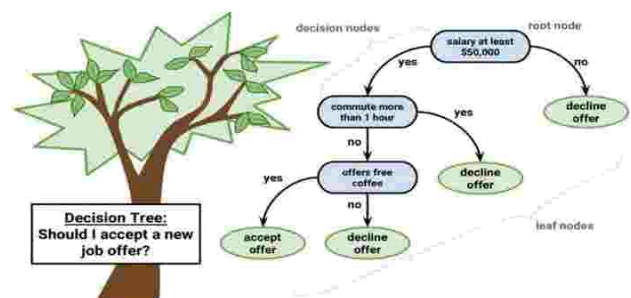 decision nodes
root node
salary at least
$50,000
yes
no
decline
offer
commute more
than 1 hour
yes
no
decline
offer
offers free
coffee
yes
no
accept
offer
decline
offer
leaf nodes
Decision Tree:
Should I accept a new
job offer?